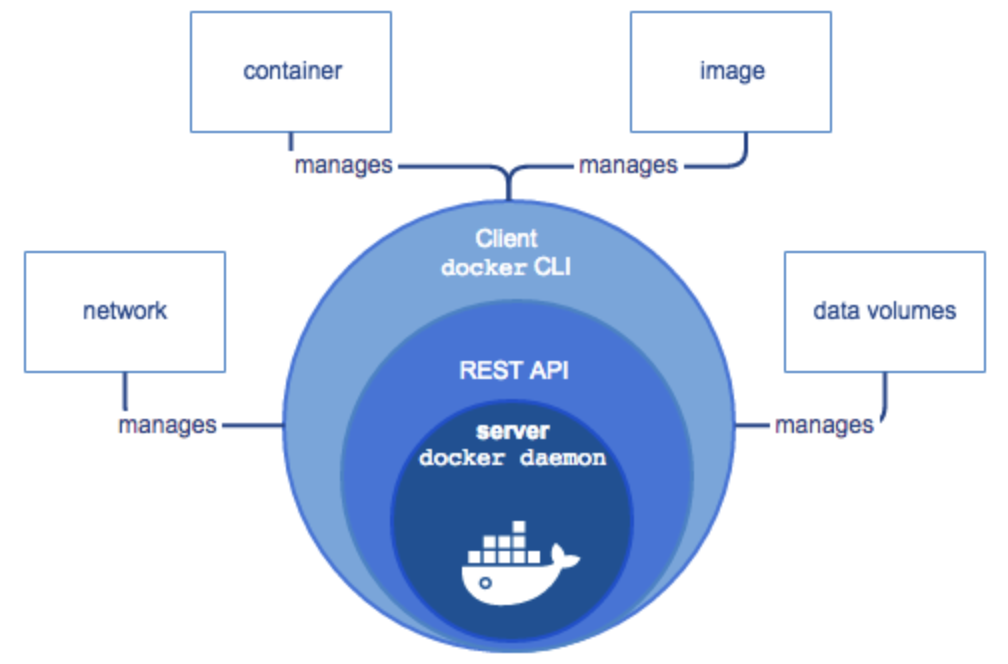 container
image
manages
manages
Client
docker CLI
network
data volumes
REST API
manages
manages
server
docker daemon